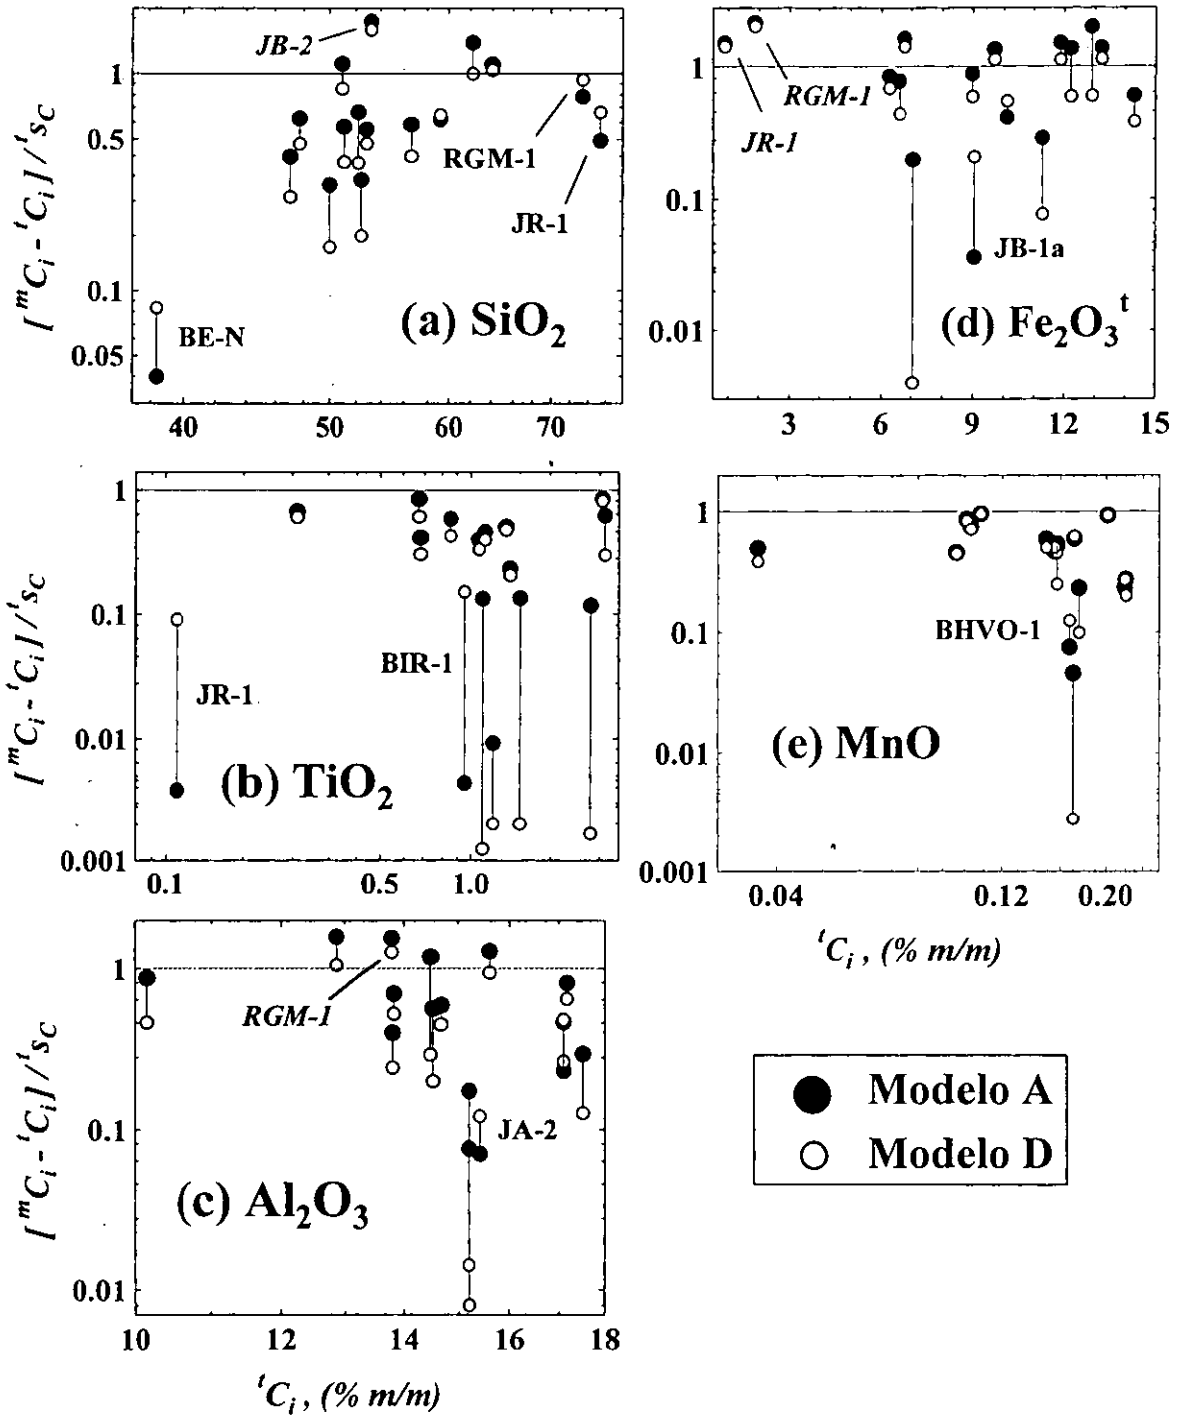 [ᵐCᵢ - ᵗCᵢ] / ᵗs_C
1
0.5
0.1
0.05
JB-2
RGM-1
JR-1
BE-N
(a) SiO₂
40 50 60 70
1
0.1
0.01
RGM-1
JR-1
JB-1a
(d) Fe₂O₃ᵗ
3 6 9 12 15
[ᵐCᵢ - ᵗCᵢ] / ᵗs_C
1
0.1
0.01
0.001
JR-1
BIR-1
(b) TiO₂
0.1 0.5 1.0
1
0.1
0.01
0.001
BHVO-1
(e) MnO
0.04 0.12 0.20
ᵗCᵢ , (% m/m)
[ᵐCᵢ - ᵗCᵢ] / ᵗs_C
1
0.1
0.01
RGM-1
JA-2
(c) Al₂O₃
10 12 14 16 18
ᵗCᵢ , (% m/m)
Modelo A
Modelo D